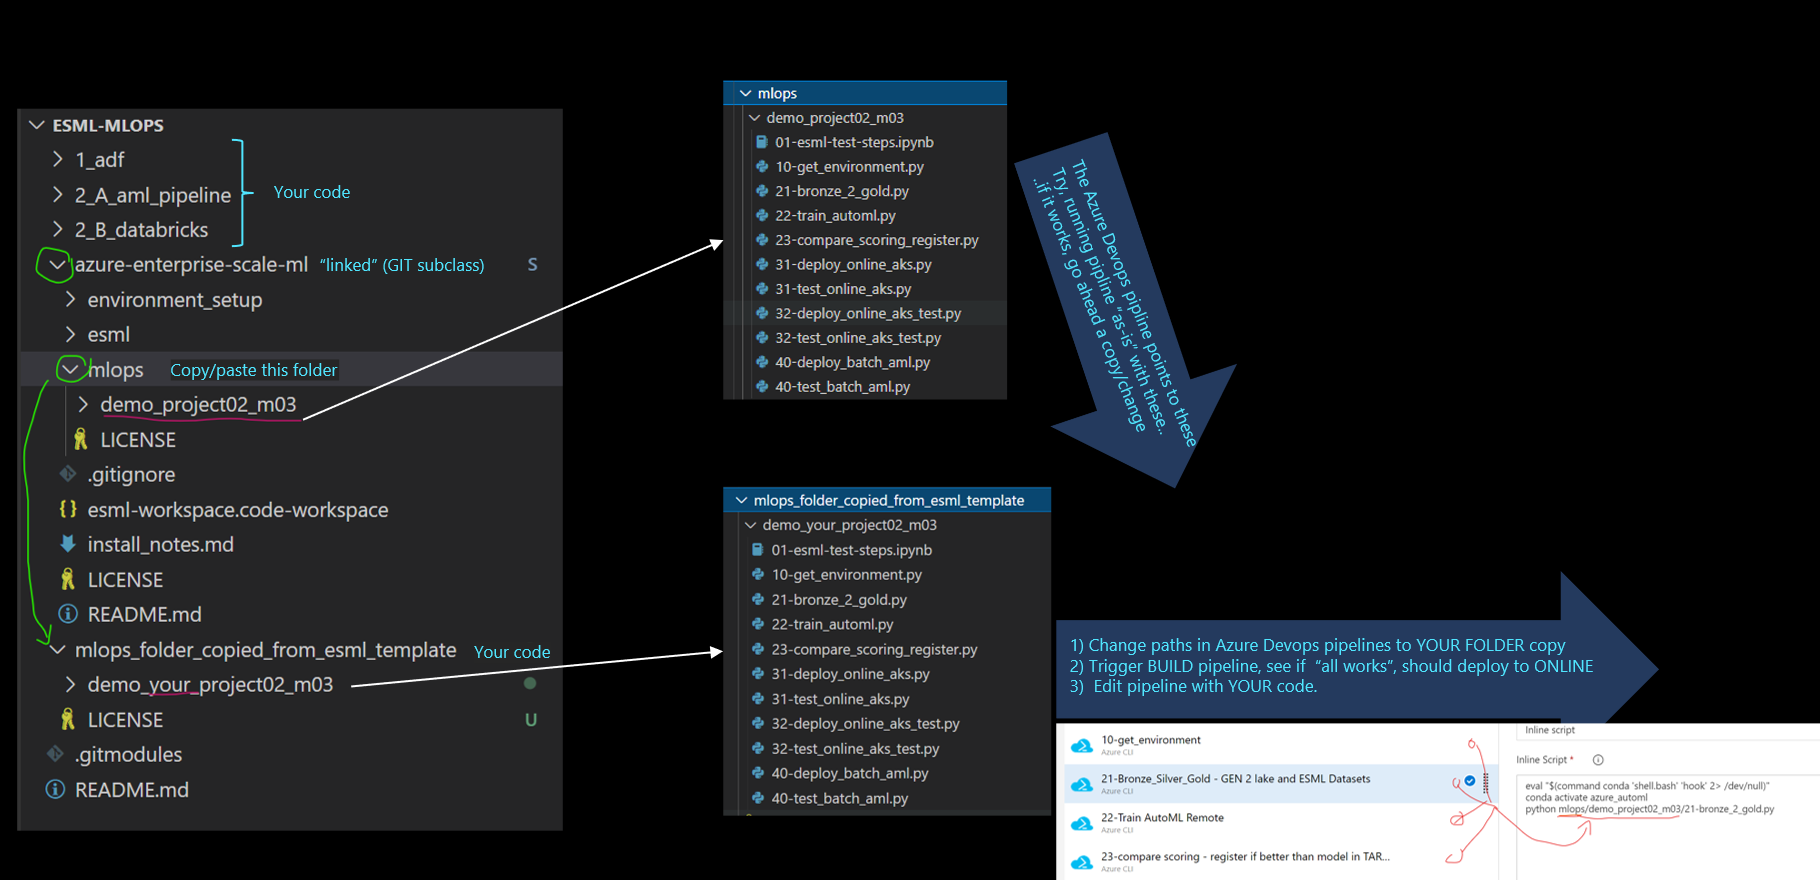 ESML-MLOPS
1_adf
2_A_aml_pipeline
2_B_databricks
Your code
azure-enterprise-scale-ml “linked” (GIT subclass) S
environment_setup
esml
mlops Copy/paste this folder
demo_project02_m03
LICENSE
.gitignore
{} esml-workspace.code-workspace
install_notes.md
LICENSE
README.md
mlops_folder_copied_from_esml_template Your code
demo_your_project02_m03
LICENSE U
.gitmodules
README.md
mlops
demo_project02_m03
01-esml-test-steps.ipynb
10-get_environment.py
21-bronze_2_gold.py
22-train_automl.py
23-compare_scoring_register.py
31-deploy_online_aks.py
31-test_online_aks.py
32-deploy_online_aks_test.py
32-test_online_aks_test.py
40-deploy_batch_aml.py
40-test_batch_aml.py
The Azure Devops pipline points to these
Try, running pipline “as-is” with these..
..if it works, go ahead a copy/change
mlops_folder_copied_from_esml_template
demo_your_project02_m03
01-esml-test-steps.ipynb
10-get_environment.py
21-bronze_2_gold.py
22-train_automl.py
23-compare_scoring_register.py
31-deploy_online_aks.py
31-test_online_aks.py
32-deploy_online_aks_test.py
32-test_online_aks_test.py
40-deploy_batch_aml.py
40-test_batch_aml.py
1) Change paths in Azure Devops pipelines to YOUR FOLDER copy
2) Trigger BUILD pipeline, see if “all works”, should deploy to ONLINE
3) Edit pipeline with YOUR code.
10-get_environment
Azure CLI
21-Bronze_Silver_Gold - GEN 2 lake and ESML Datasets
Azure CLI
22-Train AutoML Remote
Azure CLI
23-compare scoring - register if better than model in TAR...
Azure CLI
Inline script
Inline Script *
eval "$(command conda 'shell.bash' 'hook' 2> /dev/null)"
conda activate azure_automl
python mlops/demo_project02_m03/21-bronze_2_gold.py